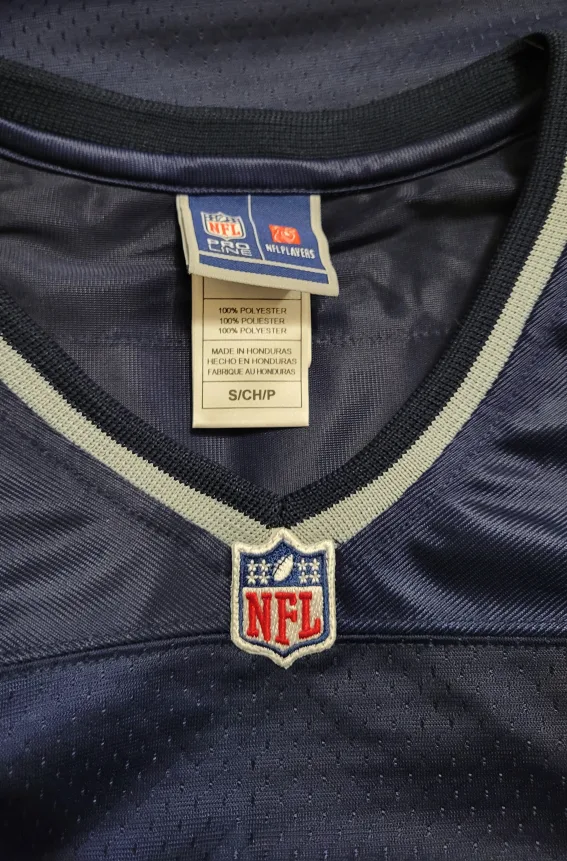 NFL
PRO
LINE
NFLPLAYERS
100% POLYESTER
100% POLIESTER
100% POLYESTER
MADE IN HONDURAS
HECHO EN HONDURAS
FABRIQUE AU HONDURAS
S/CH/P
NFL